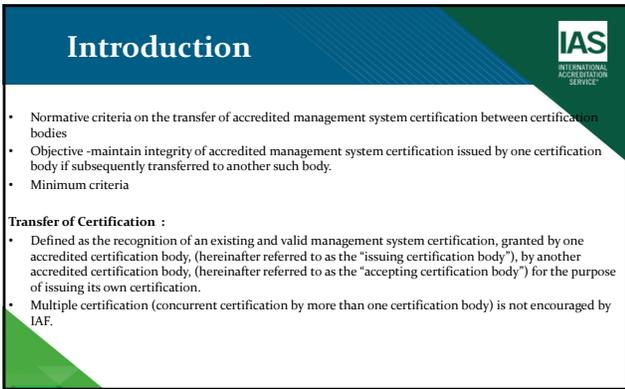 Introduction
IAS
INTERNATIONAL
ACCREDITATION
SERVICE®
• Normative criteria on the transfer of accredited management system certification between certification
bodies
• Objective -maintain integrity of accredited management system certification issued by one certification
body if subsequently transferred to another such body.
• Minimum criteria
Transfer of Certification :
• Defined as the recognition of an existing and valid management system certification, granted by one
accredited certification body, (hereinafter referred to as the “issuing certification body”), by another
accredited certification body, (hereinafter referred to as the “accepting certification body”) for the purpose
of issuing its own certification.
• Multiple certification (concurrent certification by more than one certification body) is not encouraged by
IAF.